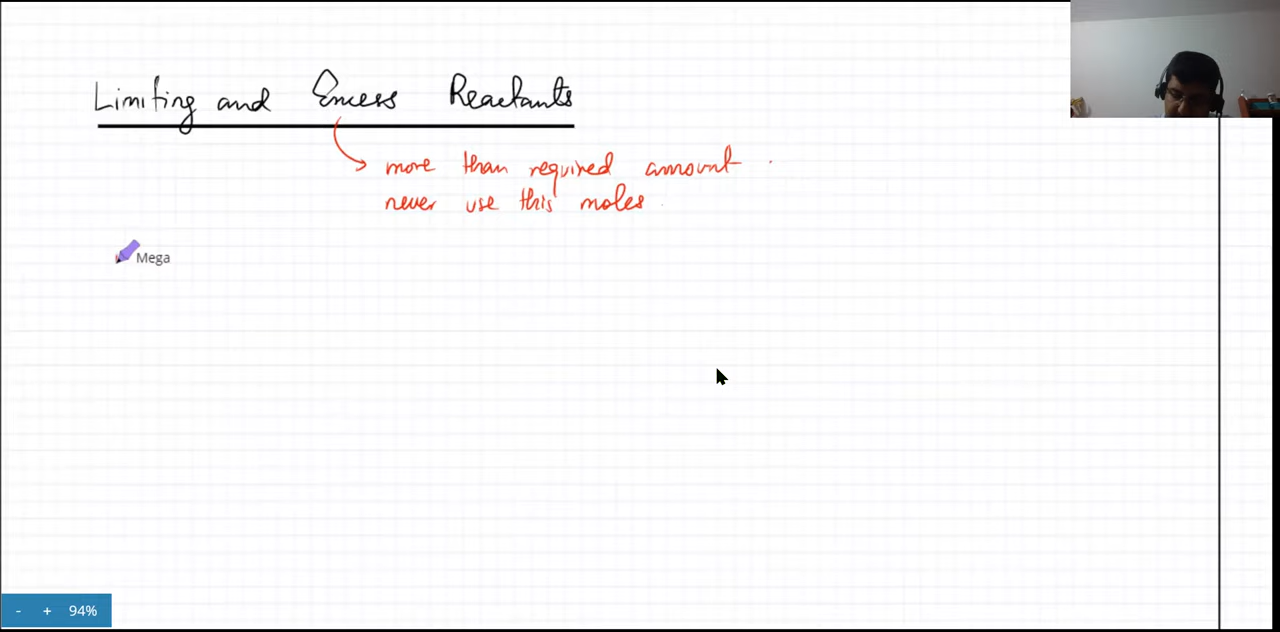 Limiting and Excess Reactants
more than required amount
never use this moles
Mega
- + 94%